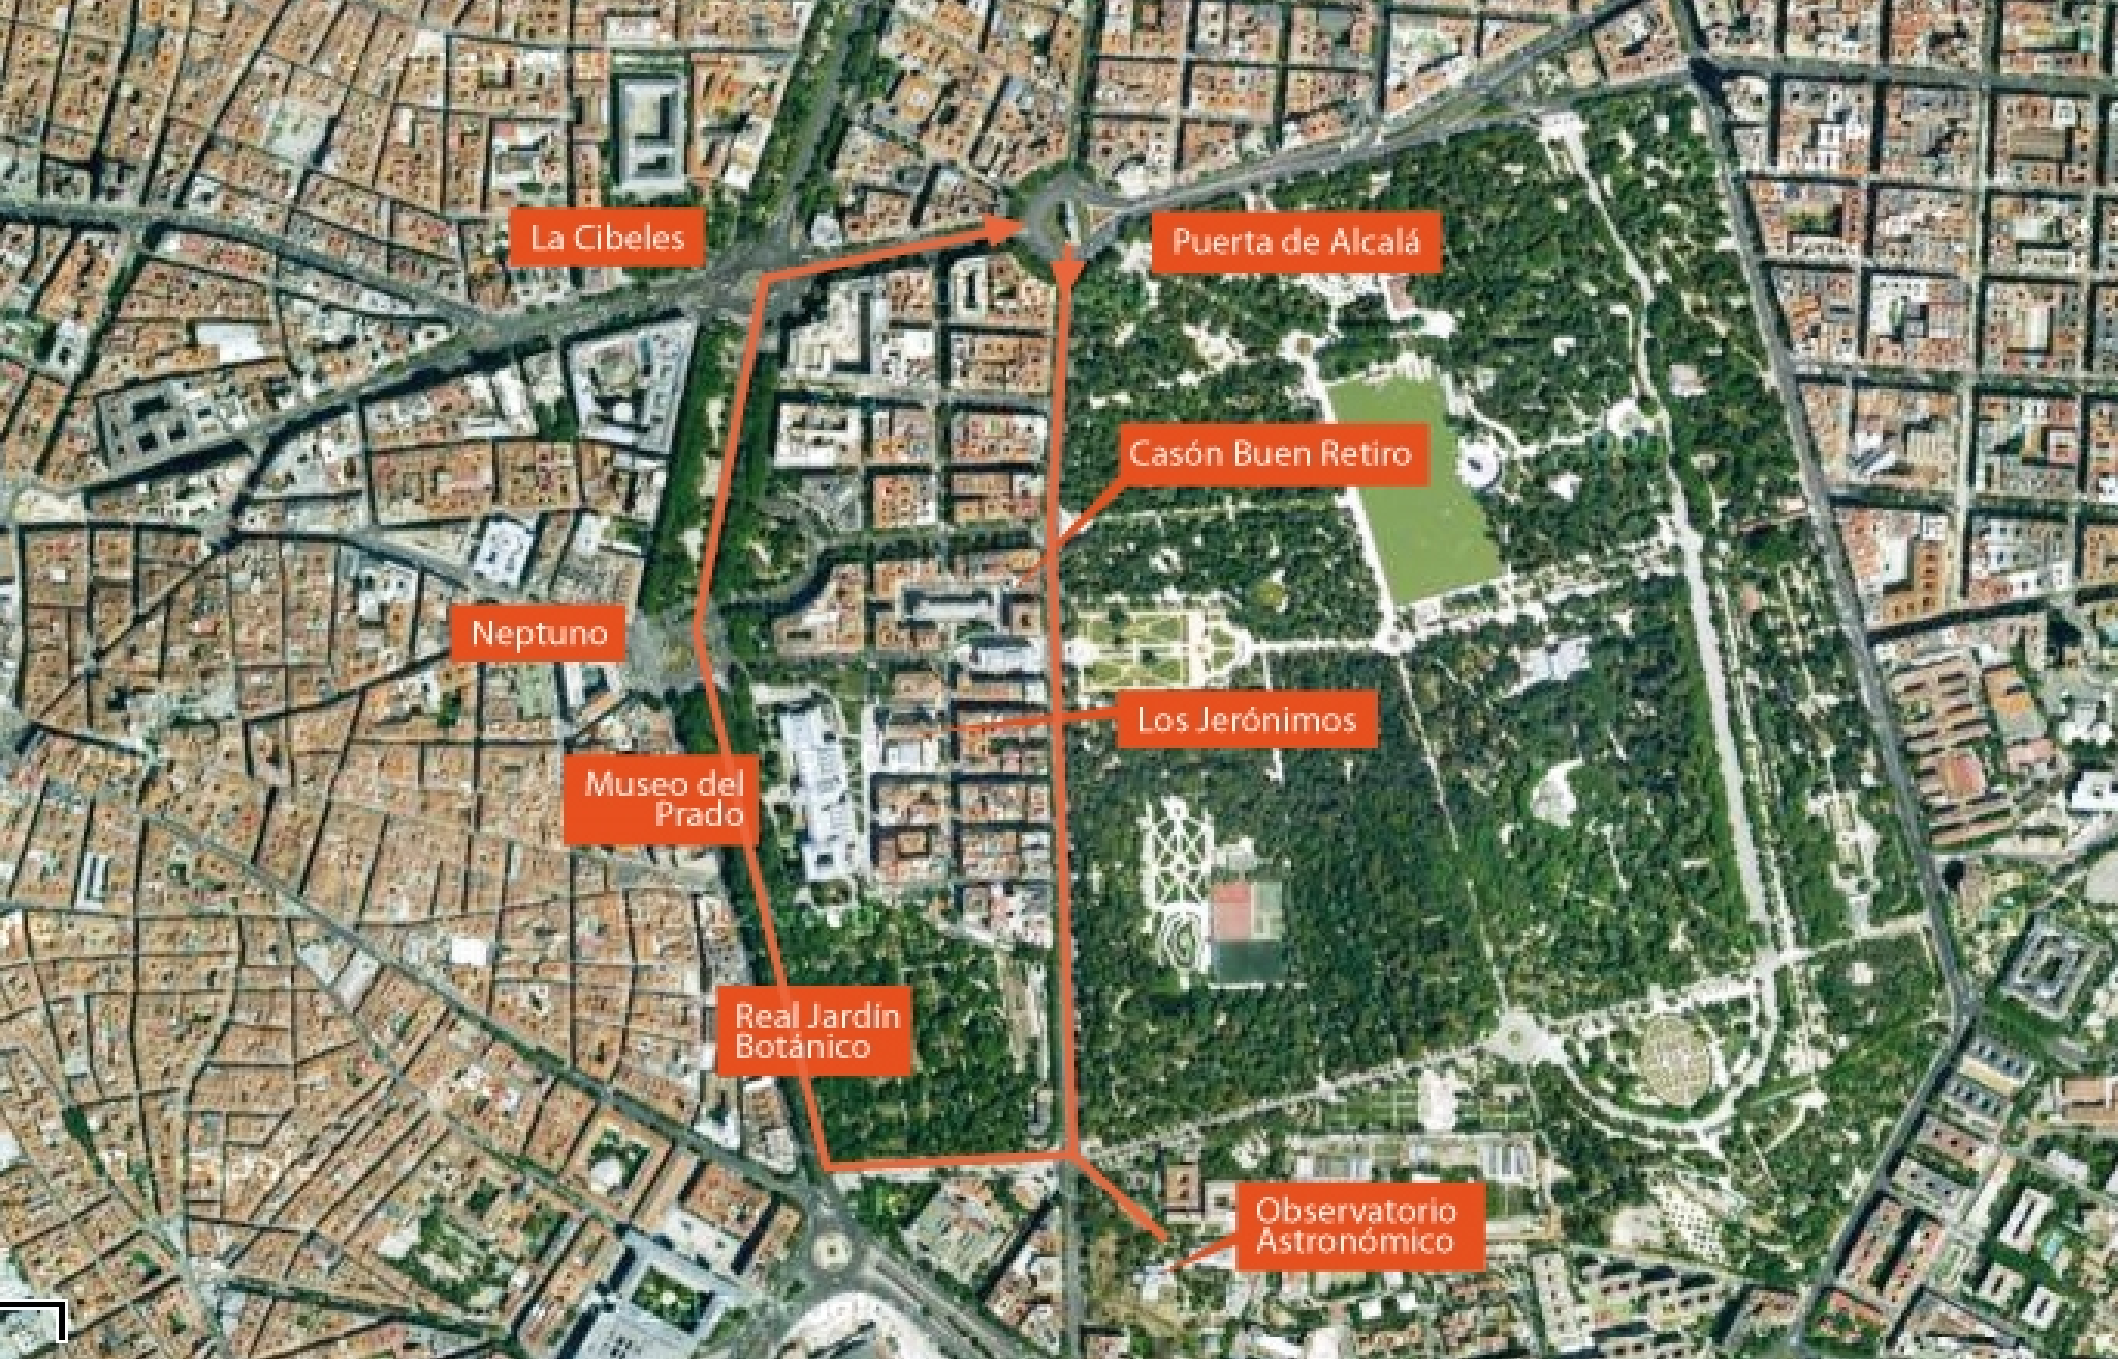 La Cibeles
Puerta de Alcalá
Casón Buen Retiro
Neptuno
Los Jerónimos
Museo del
Prado
Real Jardín
Botánico
Observatorio
Astronómico